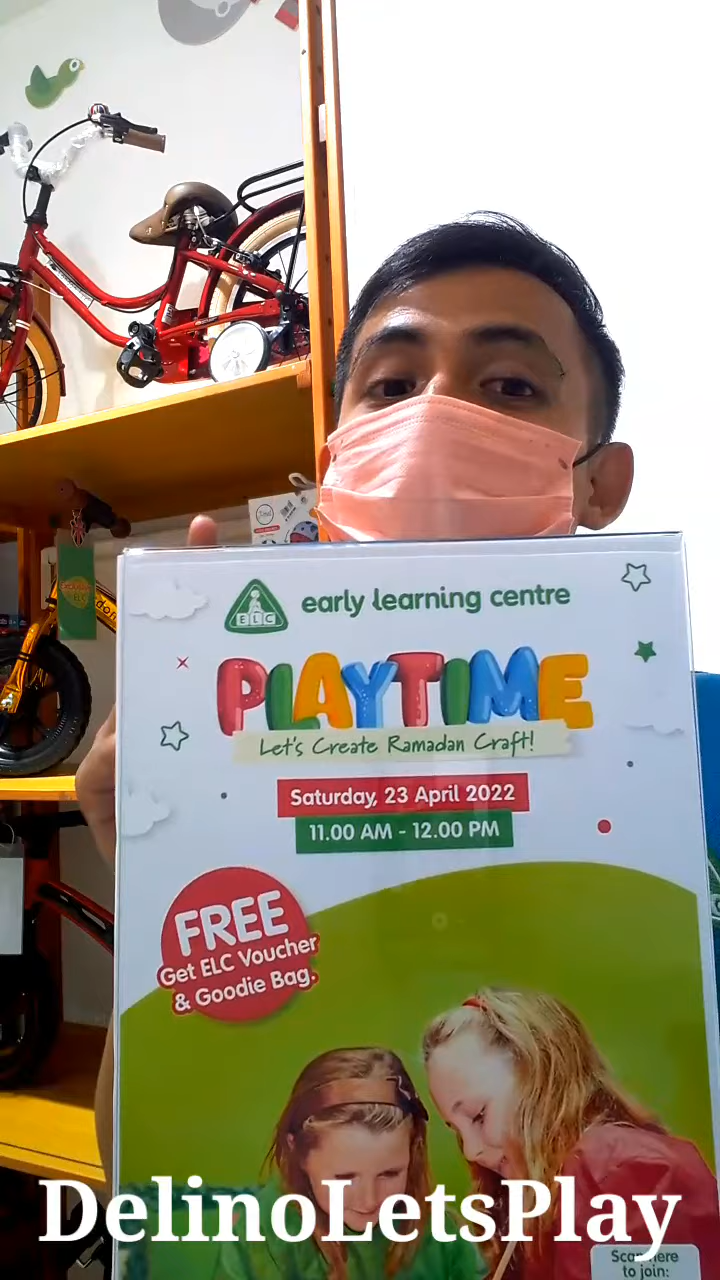 ELC
early learning centre
PLAYTIME
Let's Create Ramadan Craft!
Saturday, 23 April 2022
11.00 AM - 12.00 PM
FREE
Get ELC Voucher
& Goodie Bag.
DelinoLetsPlay
Scan here
to join: